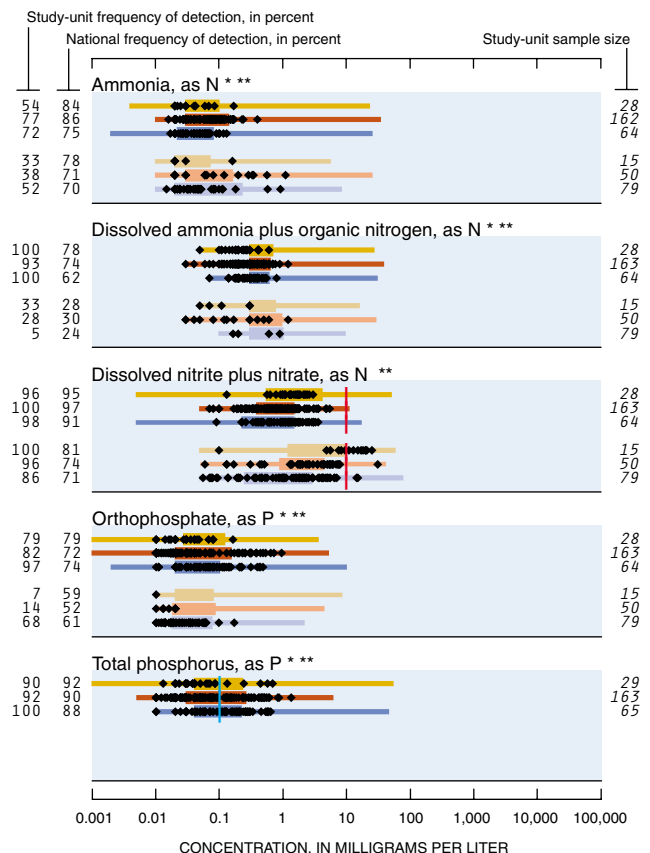 Study-unit frequency of detection, in percent
National frequency of detection, in percent
Study-unit sample size
Ammonia, as N * **
54 84 28
77 86 162
72 75 64
33 78 15
38 71 50
52 70 79
Dissolved ammonia plus organic nitrogen, as N * **
100 78 28
93 74 163
100 62 64
33 28 15
28 30 50
5 24 79
Dissolved nitrite plus nitrate, as N **
96 95 28
100 97 163
98 91 64
100 81 15
96 74 50
86 71 79
Orthophosphate, as P * **
79 79 28
82 72 163
97 74 64
7 59 15
14 52 50
68 61 79
Total phosphorus, as P * **
90 92 29
92 90 163
100 88 65
0.001 0.01 0.1 1 10 100 1,000 10,000 100,000
CONCENTRATION, IN MILLIGRAMS PER LITER